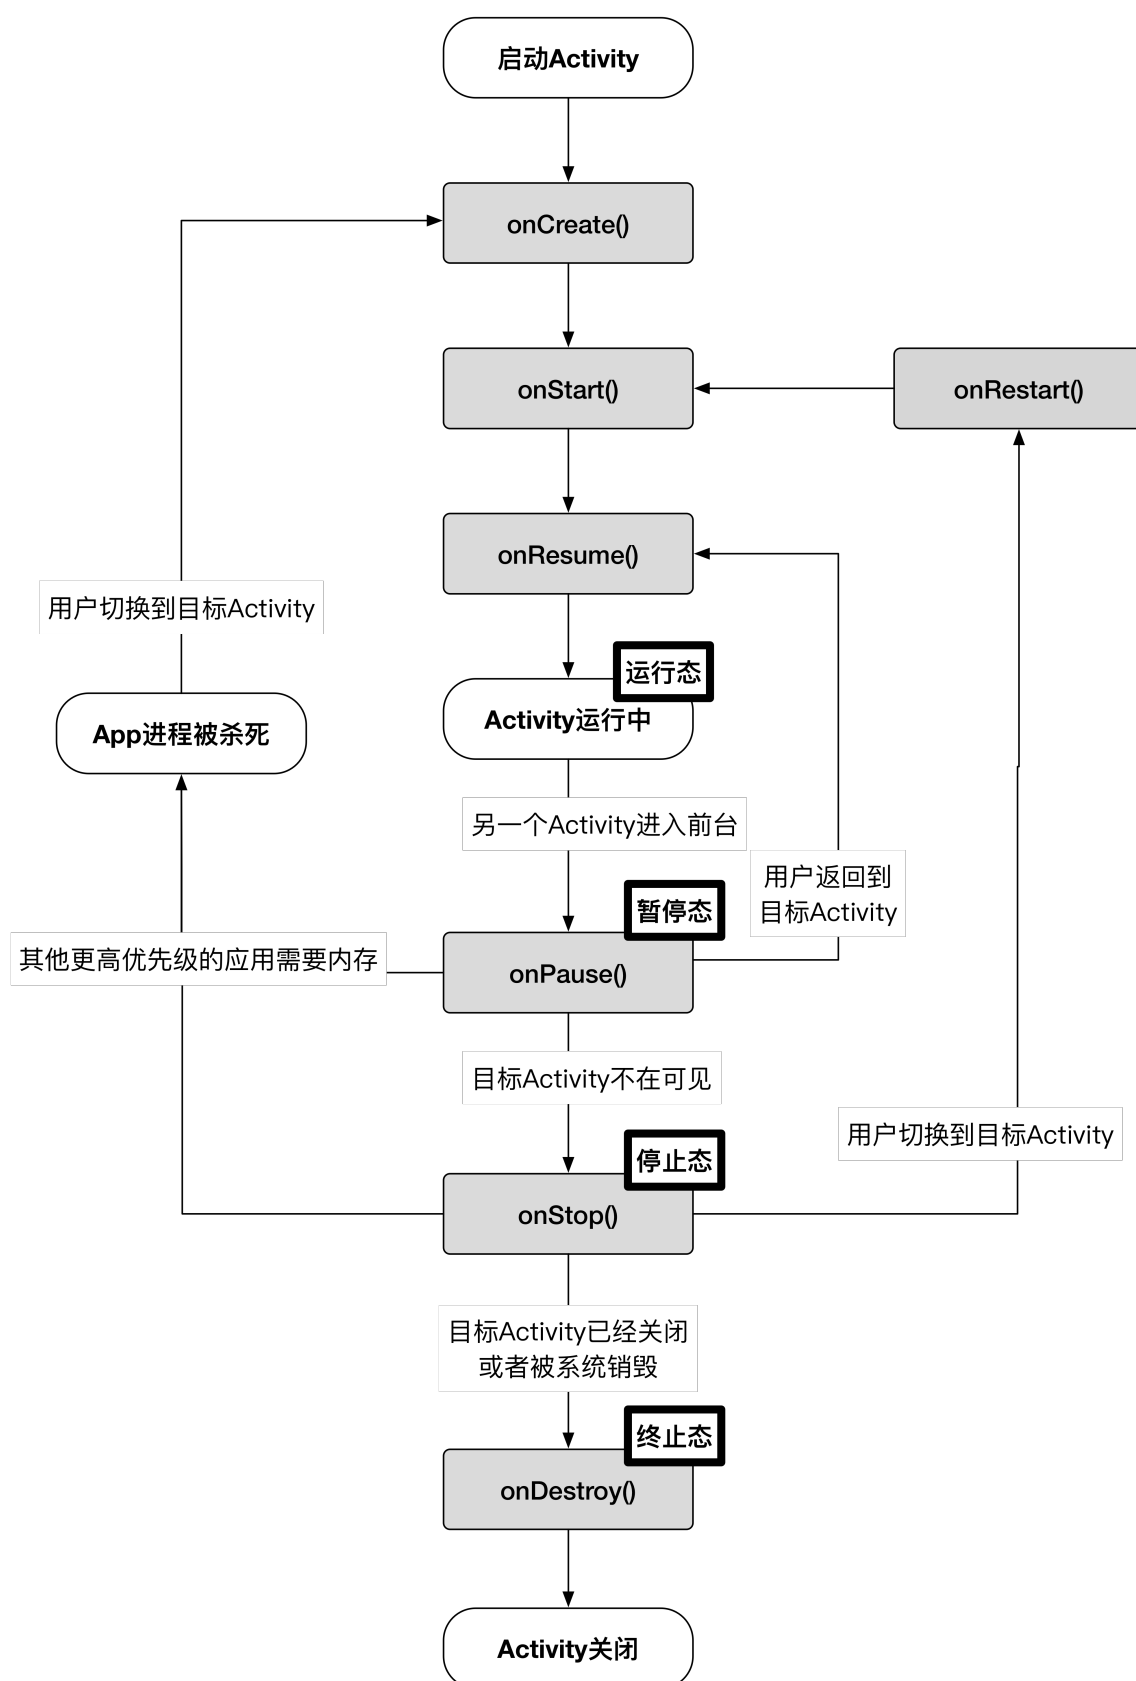 启动Activity
onCreate()
onStart()
onRestart()
onResume()
用户切换到目标Activity
运行态
Activity运行中
App进程被杀死
另一个Activity进入前台
用户返回到
目标Activity
暂停态
其他更高优先级的应用需要内存
onPause()
目标Activity不在可见
用户切换到目标Activity
停止态
onStop()
目标Activity已经关闭
或者被系统销毁
终止态
onDestroy()
Activity关闭